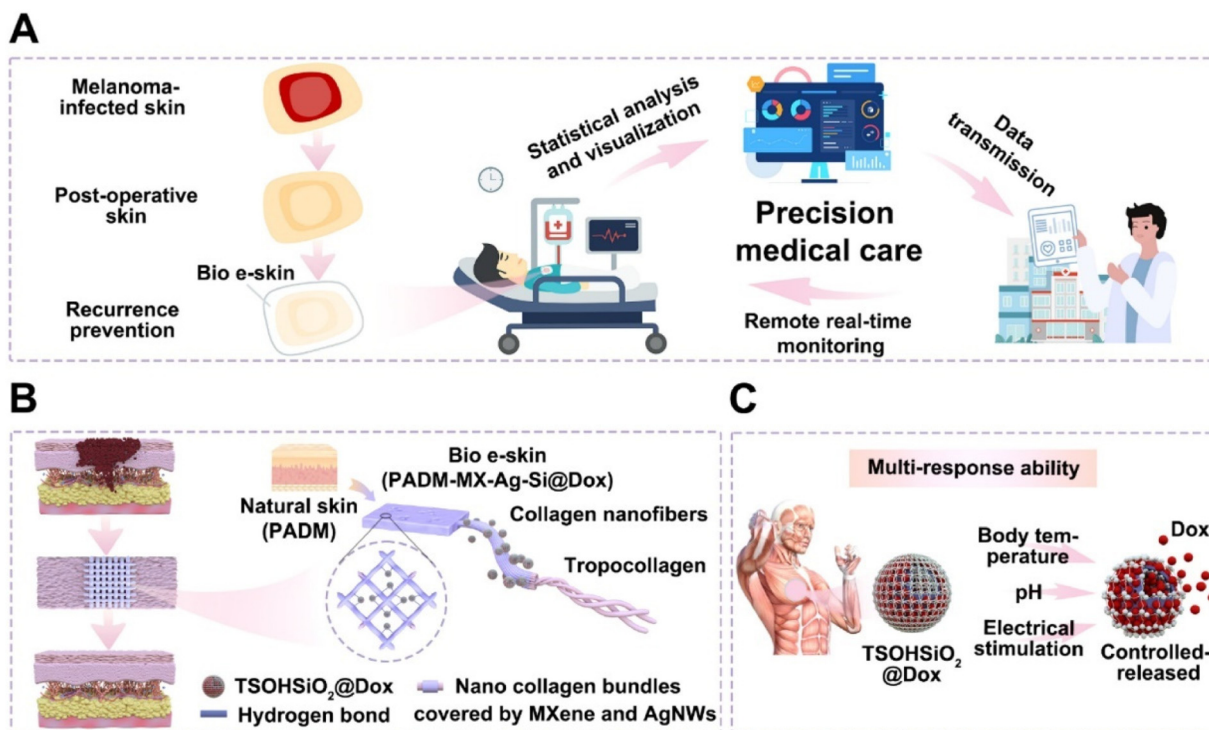 A
Melanoma-
infected skin
Post-operative
skin
Bio e-skin
Recurrence
prevention
Statistical analysis
and visualization
Precision
medical care
Data
transmission
Remote real-time
monitoring
B
Natural skin
(PADM)
Bio e-skin
(PADM-MX-Ag-Si@Dox)
Collagen nanofibers
Tropocollagen
TSOHSiO₂@Dox
Hydrogen bond
Nano collagen bundles
covered by MXene and AgNWs
C
Multi-response ability
TSOHSiO₂
@Dox
Body tem-
perature
pH
Electrical
stimulation
Dox
Controlled-
released